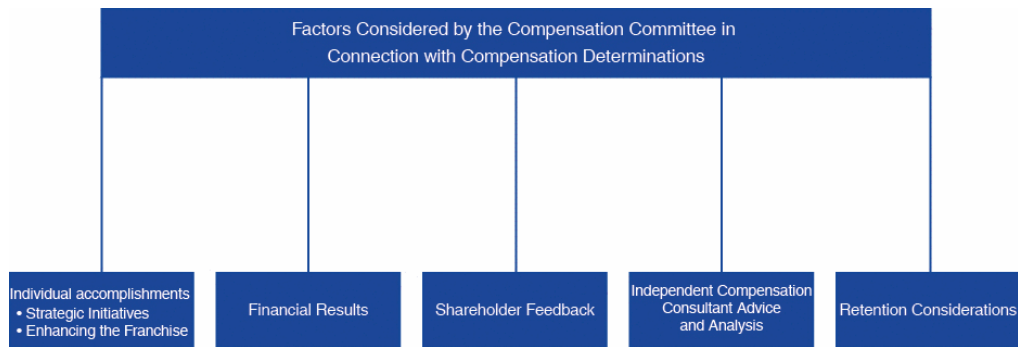 Factors Considered by the Compensation Committee in
Connection with Compensation Determinations
Individual accomplishments
• Strategic Initiatives
• Enhancing the Franchise
Financial Results
Shareholder Feedback
Independent Compensation
Consultant Advice
and Analysis
Retention Considerations